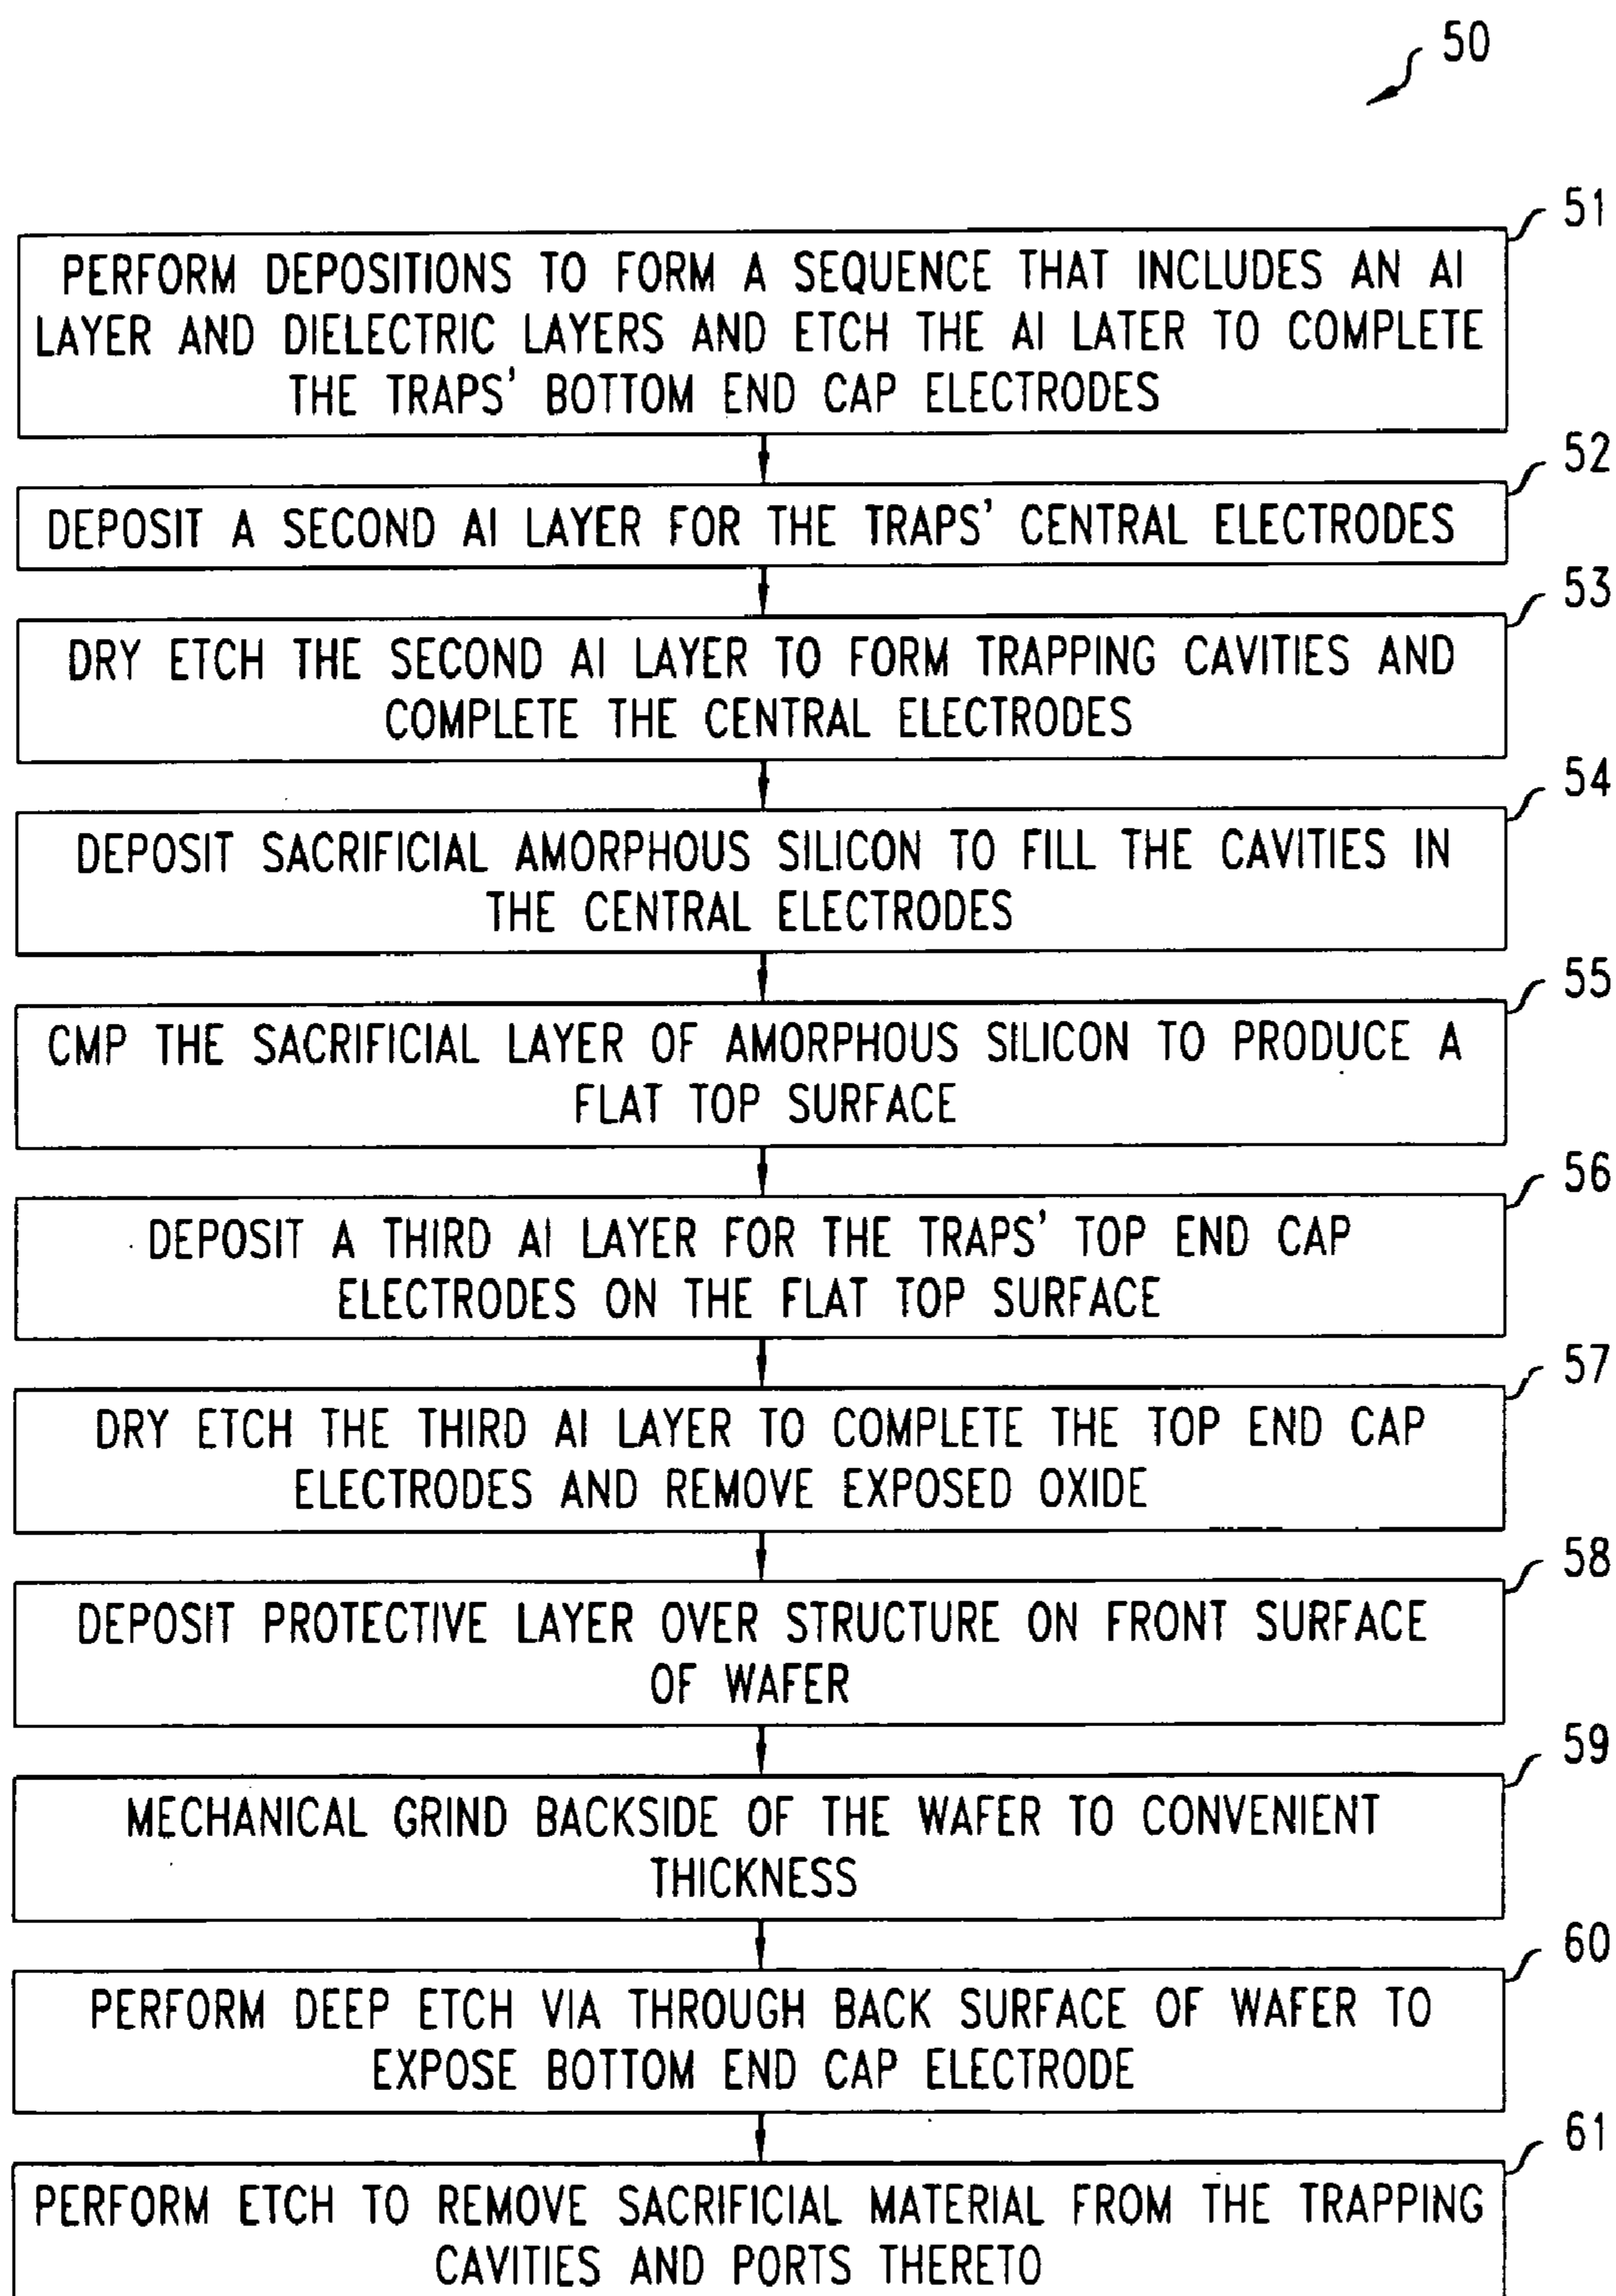 50
51
PERFORM DEPOSITIONS TO FORM A SEQUENCE THAT INCLUDES AN Al
LAYER AND DIELECTRIC LAYERS AND ETCH THE Al LATER TO COMPLETE
THE TRAPS' BOTTOM END CAP ELECTRODES
52
DEPOSIT A SECOND Al LAYER FOR THE TRAPS' CENTRAL ELECTRODES
53
DRY ETCH THE SECOND Al LAYER TO FORM TRAPPING CAVITIES AND
COMPLETE THE CENTRAL ELECTRODES
54
DEPOSIT SACRIFICIAL AMORPHOUS SILICON TO FILL THE CAVITIES IN
THE CENTRAL ELECTRODES
55
CMP THE SACRIFICIAL LAYER OF AMORPHOUS SILICON TO PRODUCE A
FLAT TOP SURFACE
56
DEPOSIT A THIRD Al LAYER FOR THE TRAPS' TOP END CAP
ELECTRODES ON THE FLAT TOP SURFACE
57
DRY ETCH THE THIRD Al LAYER TO COMPLETE THE TOP END CAP
ELECTRODES AND REMOVE EXPOSED OXIDE
58
DEPOSIT PROTECTIVE LAYER OVER STRUCTURE ON FRONT SURFACE
OF WAFER
59
MECHANICAL GRIND BACKSIDE OF THE WAFER TO CONVENIENT
THICKNESS
60
PERFORM DEEP ETCH VIA THROUGH BACK SURFACE OF WAFER TO
EXPOSE BOTTOM END CAP ELECTRODE
61
PERFORM ETCH TO REMOVE SACRIFICIAL MATERIAL FROM THE TRAPPING
CAVITIES AND PORTS THERETO